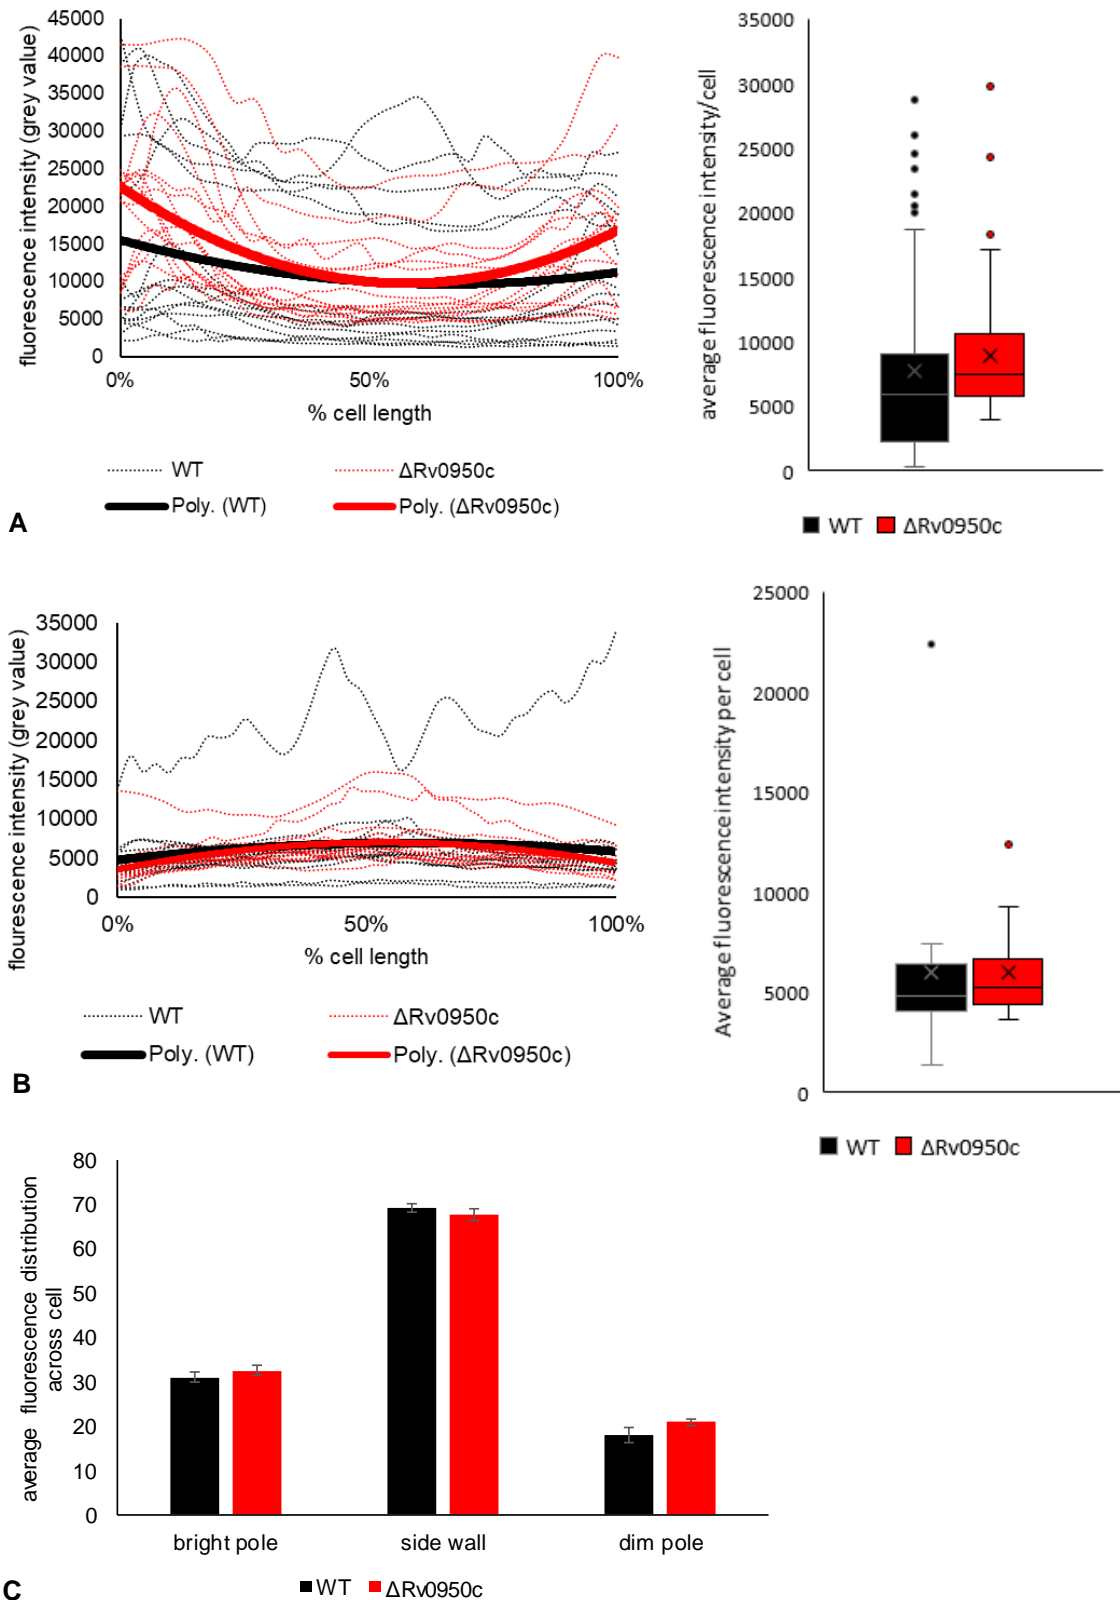 fluorescence intensity (grey value)
45000
40000
35000
30000
25000
20000
15000
10000
5000
0
0%
50%
100%
% cell length
WT
ΔRv0950c
Poly. (WT)
Poly. (ΔRv0950c)
A
average fluorescence intensity/cell
35000
30000
25000
20000
15000
10000
5000
0
WT
ΔRv0950c
flourescence intensity (grey value)
35000
30000
25000
20000
15000
10000
5000
0
0%
50%
100%
% cell length
WT
ΔRv0950c
Poly. (WT)
Poly. (ΔRv0950c)
B
Average fluorescence intensity per cell
25000
20000
15000
10000
5000
0
WT
ΔRv0950c
average fluorescence distribution
across cell
80
70
60
50
40
30
20
10
0
bright pole
side wall
dim pole
WT
ΔRv0950c
C